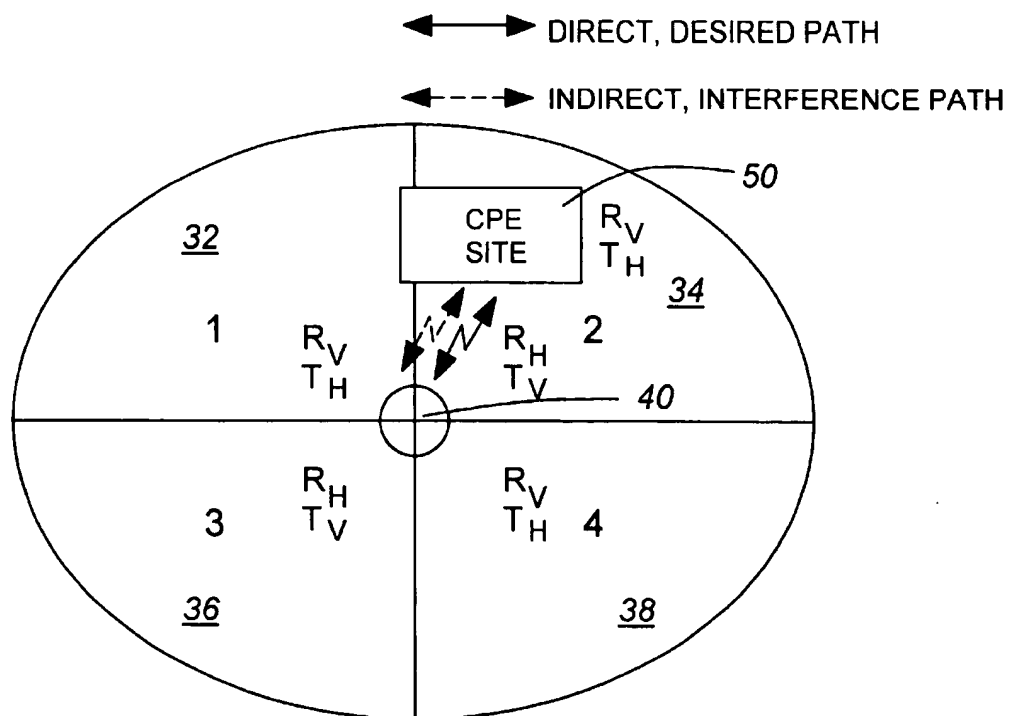 DIRECT, DESIRED PATH
INDIRECT, INTERFERENCE PATH
50
CPE
SITE
R_V
T_H
32
34
1
R_V
T_H
R_H
T_V
2
40
R_H
T_V
3
R_V
T_H
4
36
38